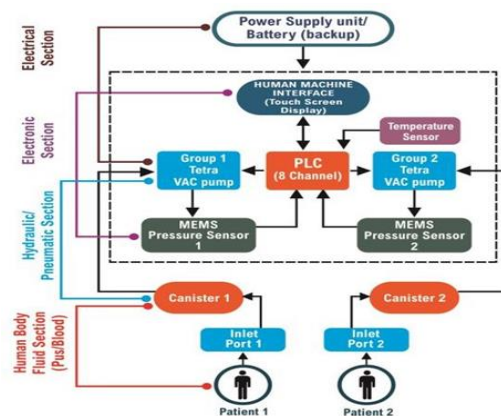 Electrical
Section
Electronic
Section
Hydraulic/
Pneumatic Section
Human Body
Fluid Section
(Pus/Blood)
Power Supply unit/
Battery (backup)
HUMAN MACHINE
INTERFACE
(Touch Screen
Display)
Temperature
Sensor
Group 1
Tetra
VAC pump
PLC
(8 Channel)
Group 2
Tetra
VAC pump
MEMS
Pressure Sensor
1
MEMS
Pressure Sensor
2
Canister 1
Canister 2
Inlet
Port 1
Inlet
Port 2
Patient 1
Patient 2